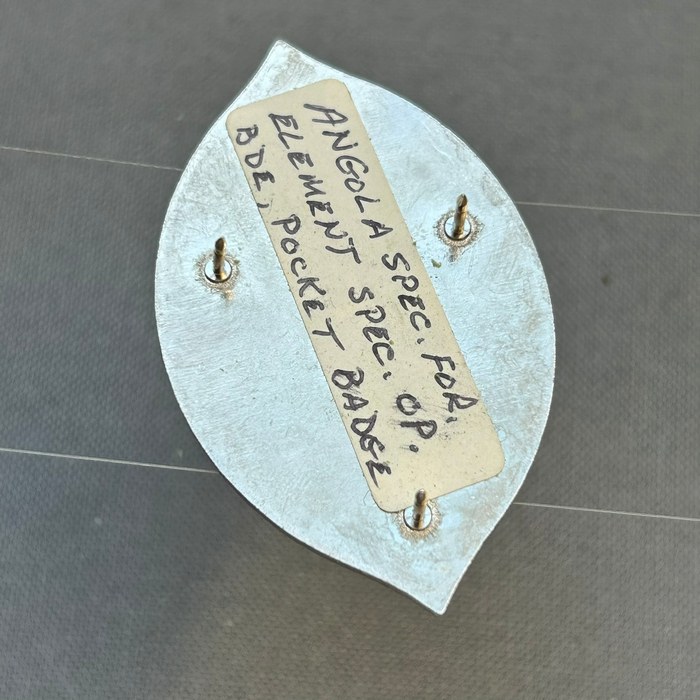 ANGOLA SPEC. FOR.
ELEMENT SPEC. OP.
BDE, POCKET BADGE